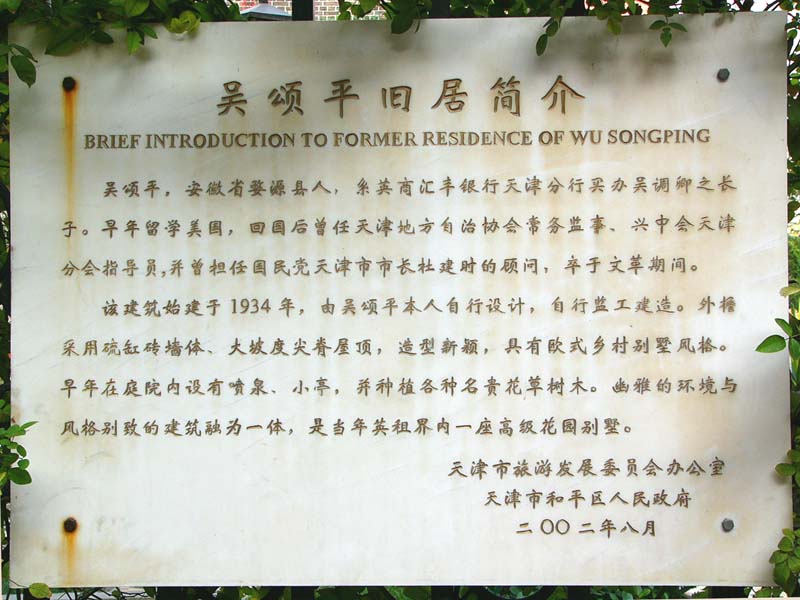 吴颂平旧居简介
BRIEF INTRODUCTION TO FORMER RESIDENCE OF WU SONGPING
吴颂平，安徽省婺源县人，系英商汇丰银行天津分行买办吴调卿之长
子。早年留学美国，回国后曾任天津地方自治协会常务监事、兴中会天津
分会指导员,并曾担任国民党天津市市长杜建时的顾问，卒于文革期间。
该建筑始建于1934年，由吴颂平本人自行设计，自行监工建造。外檐
采用硫缸砖墙体、大坡度尖脊屋顶，造型新颖，具有欧式乡村别墅风格。
早年在庭院内设有喷泉、小亭，并种植各种名贵花草树木。幽雅的环境与
风格别致的建筑融为一体，是当年英租界内一座高级花园别墅。
天津市旅游发展委员会办公室
天津市和平区人民政府
二〇〇二年八月